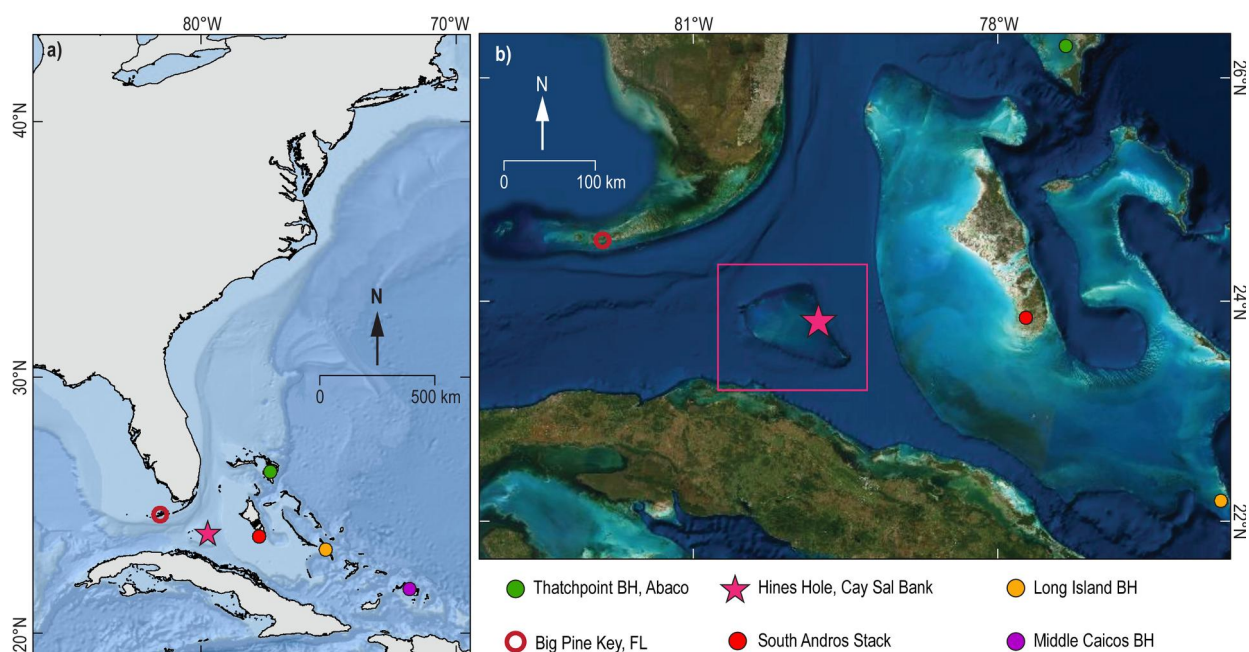 80°W
70°W
a)
N
0
500 km
40°N
30°N
20°N
81°W
78°W
b)
N
0
100 km
26°N
24°N
22°N
Thatchpoint BH, Abaco
Hines Hole, Cay Sal Bank
Long Island BH
Big Pine Key, FL
South Andros Stack
Middle Caicos BH